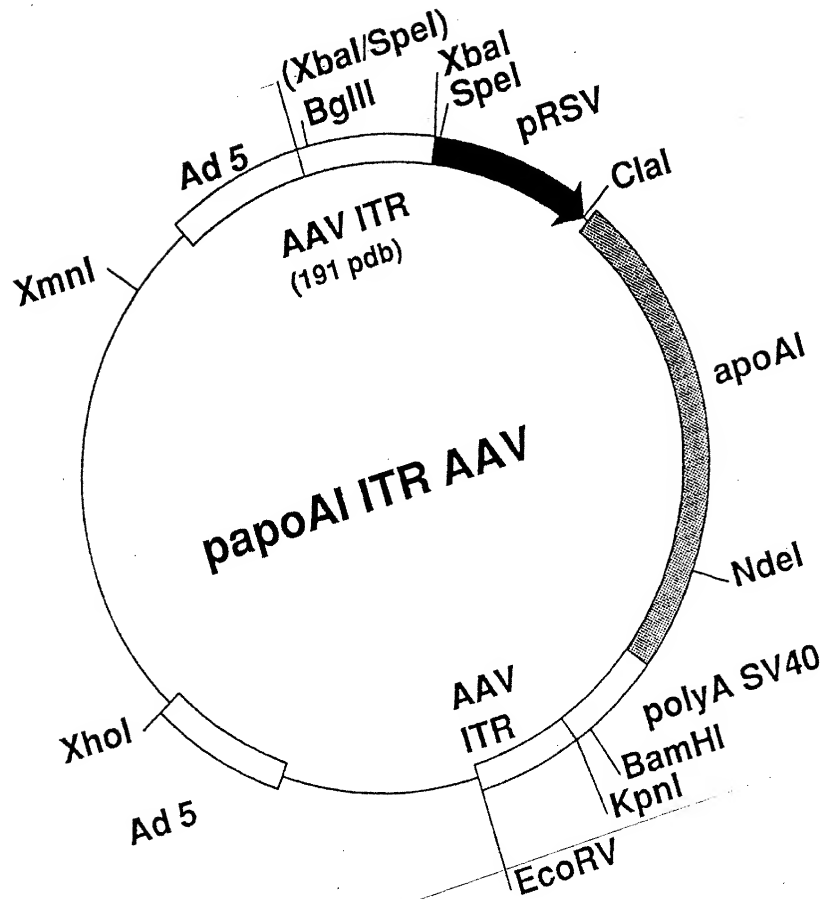 (XbaI/SpeI)
BglII
XbaI
SpeI
pRSV
Ad 5
ClaI
AAV ITR
(191 pdb)
XmnI
apoAI
papoAI ITR AAV
NdeI
AAV
ITR
polyA SV40
XhoI
BamHI
KpnI
Ad 5
EcoRV